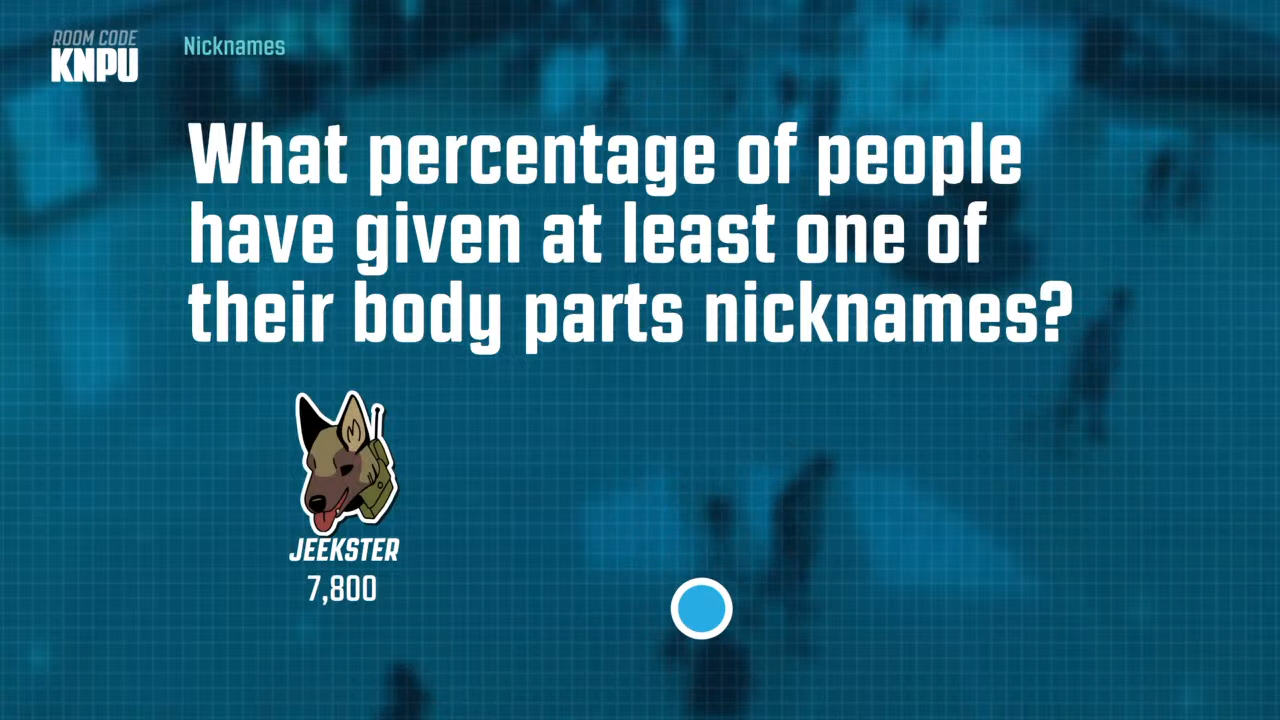 ROOM CODE
KNPU
Nicknames
What percentage of people
have given at least one of
their body parts nicknames?
JEEKSTER
7,800